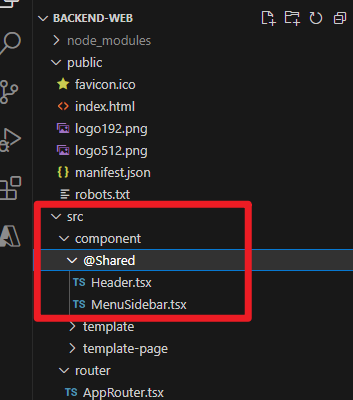 BACKEND-WEB
node_modules
public
favicon.ico
index.html
logo192.png
logo512.png
{} manifest.json
robots.txt
src
component
@Shared
TS Header.tsx
TS MenuSidebar.tsx
template
template-page
router
TS AppRouter.tsx